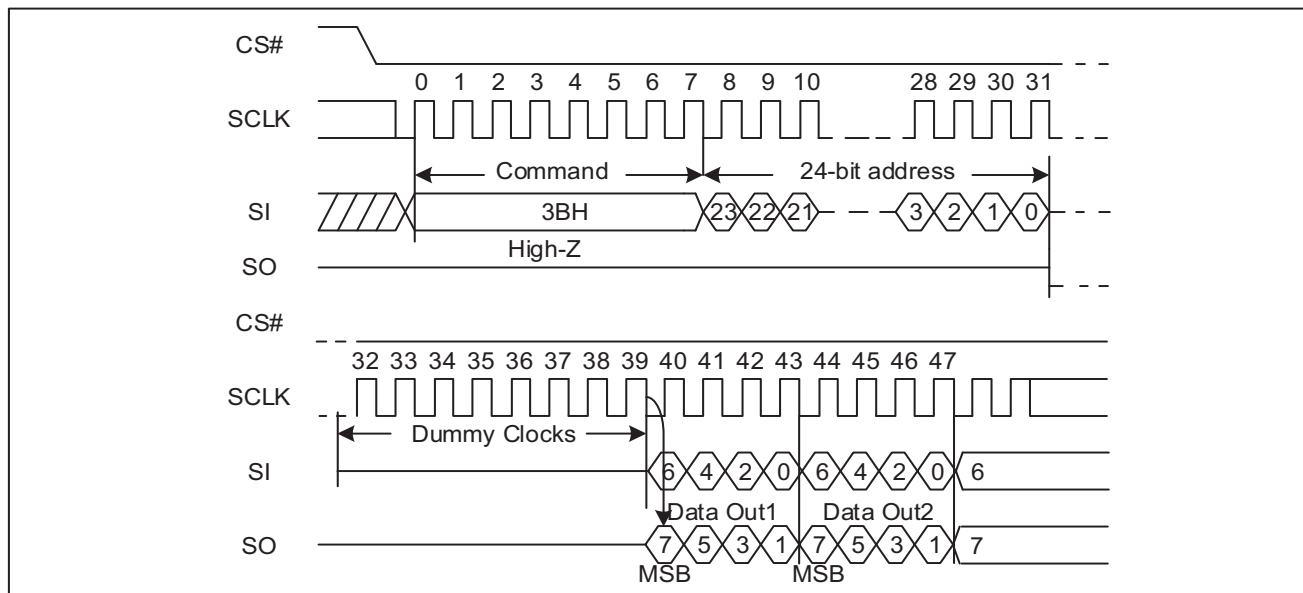 CS#
0 1 2 3 4 5 6 7 8 9 10 28 29 30 31
SCLK
Command 24-bit address
SI 3BH 23 22 21 3 2 1 0
High-Z
SO
CS#
32 33 34 35 36 37 38 39 40 41 42 43 44 45 46 47
SCLK
Dummy Clocks
SI 6 4 2 0 6 4 2 0 6
Data Out1 Data Out2
SO 7 5 3 1 7 5 3 1 7
MSB MSB